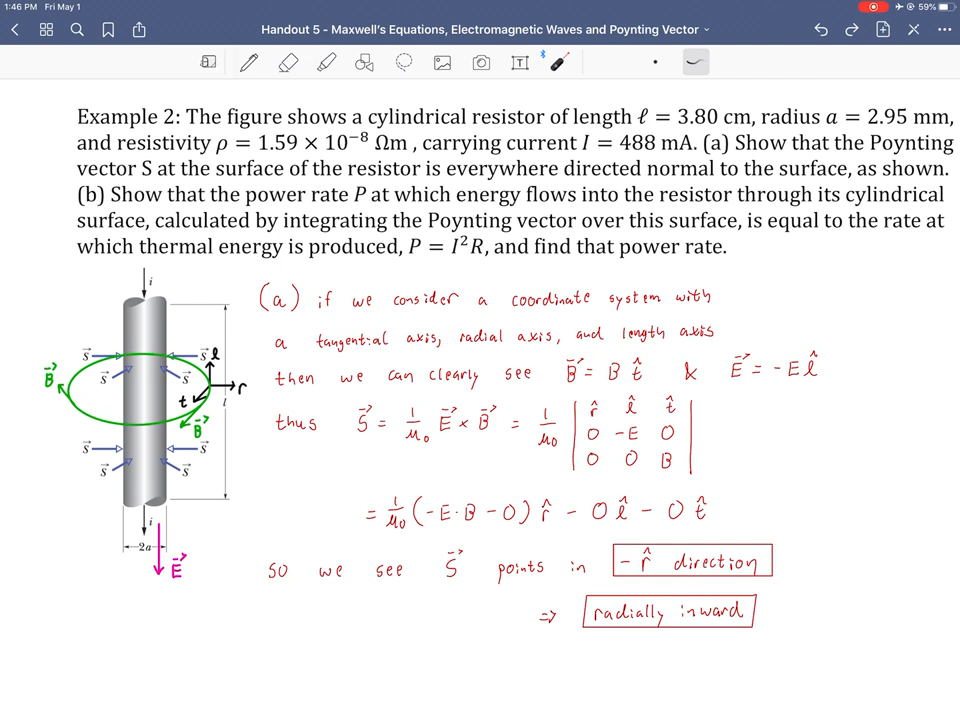 1:46 PM Fri May 1
59%
Handout 5 - Maxwell's Equations, Electromagnetic Waves and Poynting Vector
T
Example 2: The figure shows a cylindrical resistor of length ℓ = 3.80 cm, radius a = 2.95 mm,
and resistivity ρ = 1.59 × 10⁻⁸ Ωm , carrying current I = 488 mA. (a) Show that the Poynting
vector S at the surface of the resistor is everywhere directed normal to the surface, as shown.
(b) Show that the power rate P at which energy flows into the resistor through its cylindrical
surface, calculated by integrating the Poynting vector over this surface, is equal to the rate at
which thermal energy is produced, P = I²R, and find that power rate.
i
S⃗ S⃗ ℓ
B⃗ S⃗ S⃗ r
t l
B⃗
S⃗ S⃗
S⃗ S⃗
i
2a
E⃗
(a) if we consider a coordinate system with
a tangential axis, radial axis, and length axis
then we can clearly see B⃗ = B t̂ & E⃗ = -E ℓ̂
thus S⃗ = 1/μ₀ E⃗ × B⃗ = 1/μ₀ | r̂ ℓ̂ t̂ |
| 0 -E 0 |
| 0 0 B |
= 1/μ₀ (-E·B - 0) r̂ - 0 ℓ̂ - 0 t̂
so we see S⃗ points in - r̂ direction
⇒ radially inward